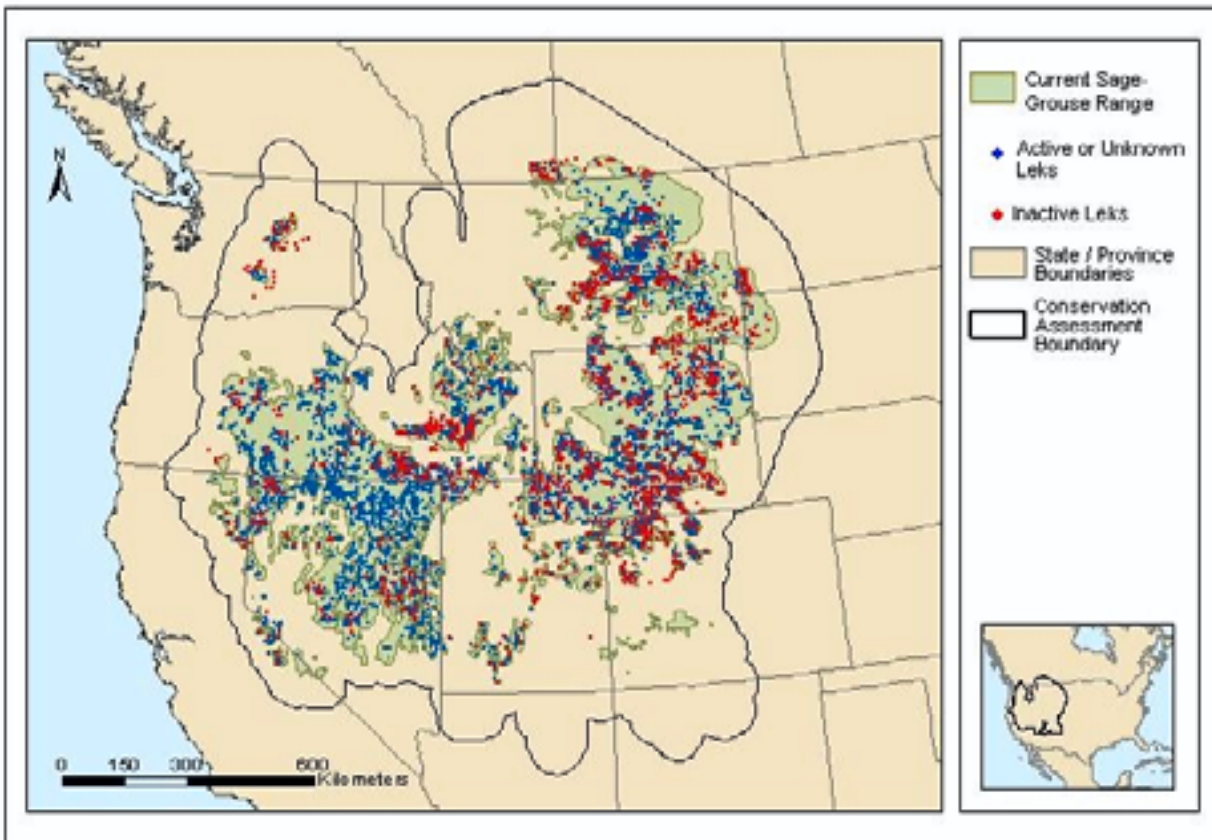 N
0 150 300 600
Kilometers
Current Sage-
Grouse Range
Active or Unknown
Leks
Inactive Leks
State / Province
Boundaries
Conservation
Assessment
Boundary